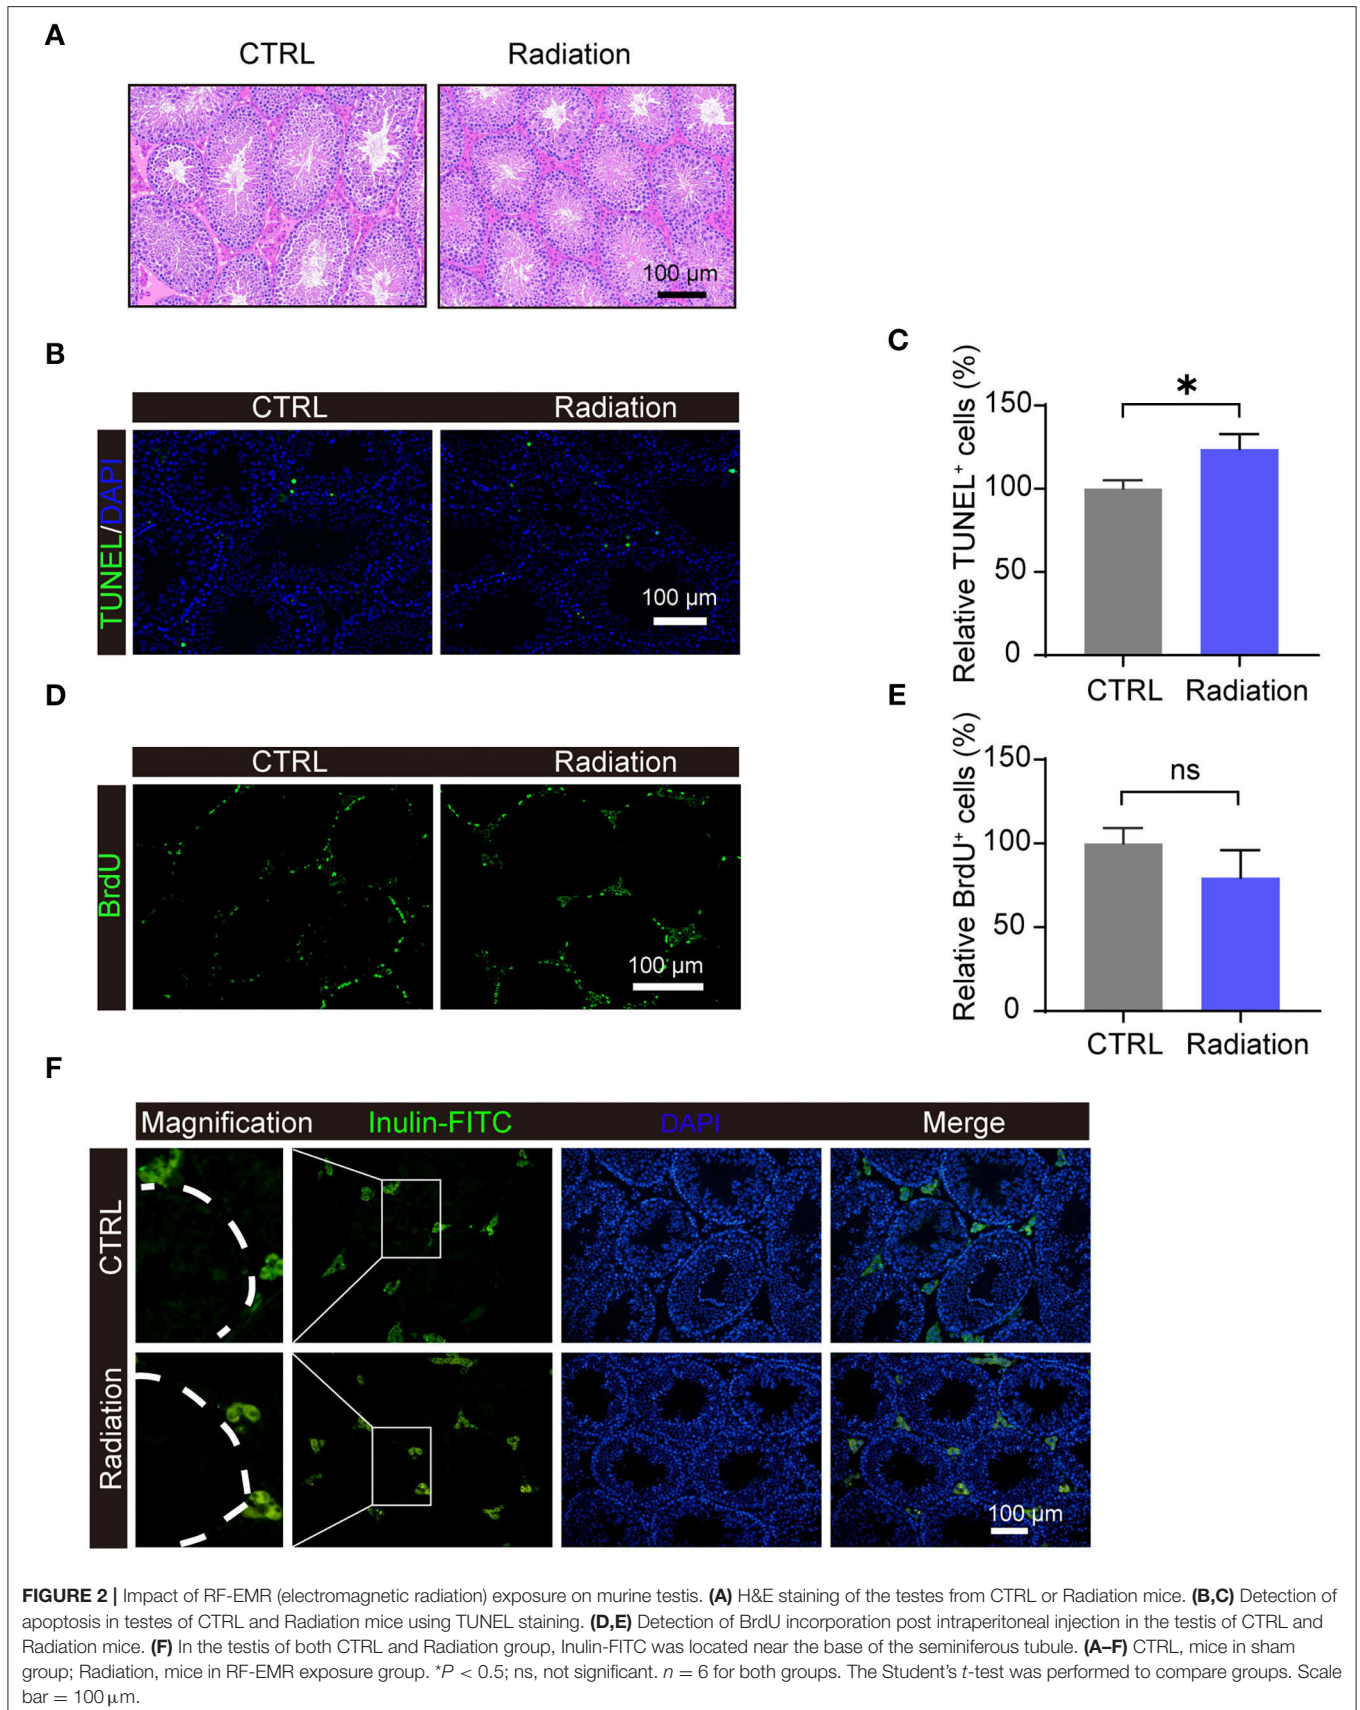 A
CTRL
Radiation
100 µm
B
CTRL
Radiation
TUNEL/DAPI
100 µm
C
Relative TUNEL⁺ cells (%)
150
*
100
50
0
CTRL
Radiation
D
CTRL
Radiation
BrdU
100 µm
E
Relative BrdU⁺ cells (%)
150
ns
100
50
0
CTRL
Radiation
F
Magnification
Inulin-FITC
DAPI
Merge
CTRL
Radiation
100 µm
FIGURE 2 | Impact of RF-EMR (electromagnetic radiation) exposure on murine testis. (A) H&E staining of the testes from CTRL or Radiation mice. (B,C) Detection of
apoptosis in testes of CTRL and Radiation mice using TUNEL staining. (D,E) Detection of BrdU incorporation post intraperitoneal injection in the testis of CTRL and
Radiation mice. (F) In the testis of both CTRL and Radiation group, Inulin-FITC was located near the base of the seminiferous tubule. (A–F) CTRL, mice in sham
group; Radiation, mice in RF-EMR exposure group. *P < 0.5; ns, not significant. n = 6 for both groups. The Student's t-test was performed to compare groups. Scale
bar = 100 µm.